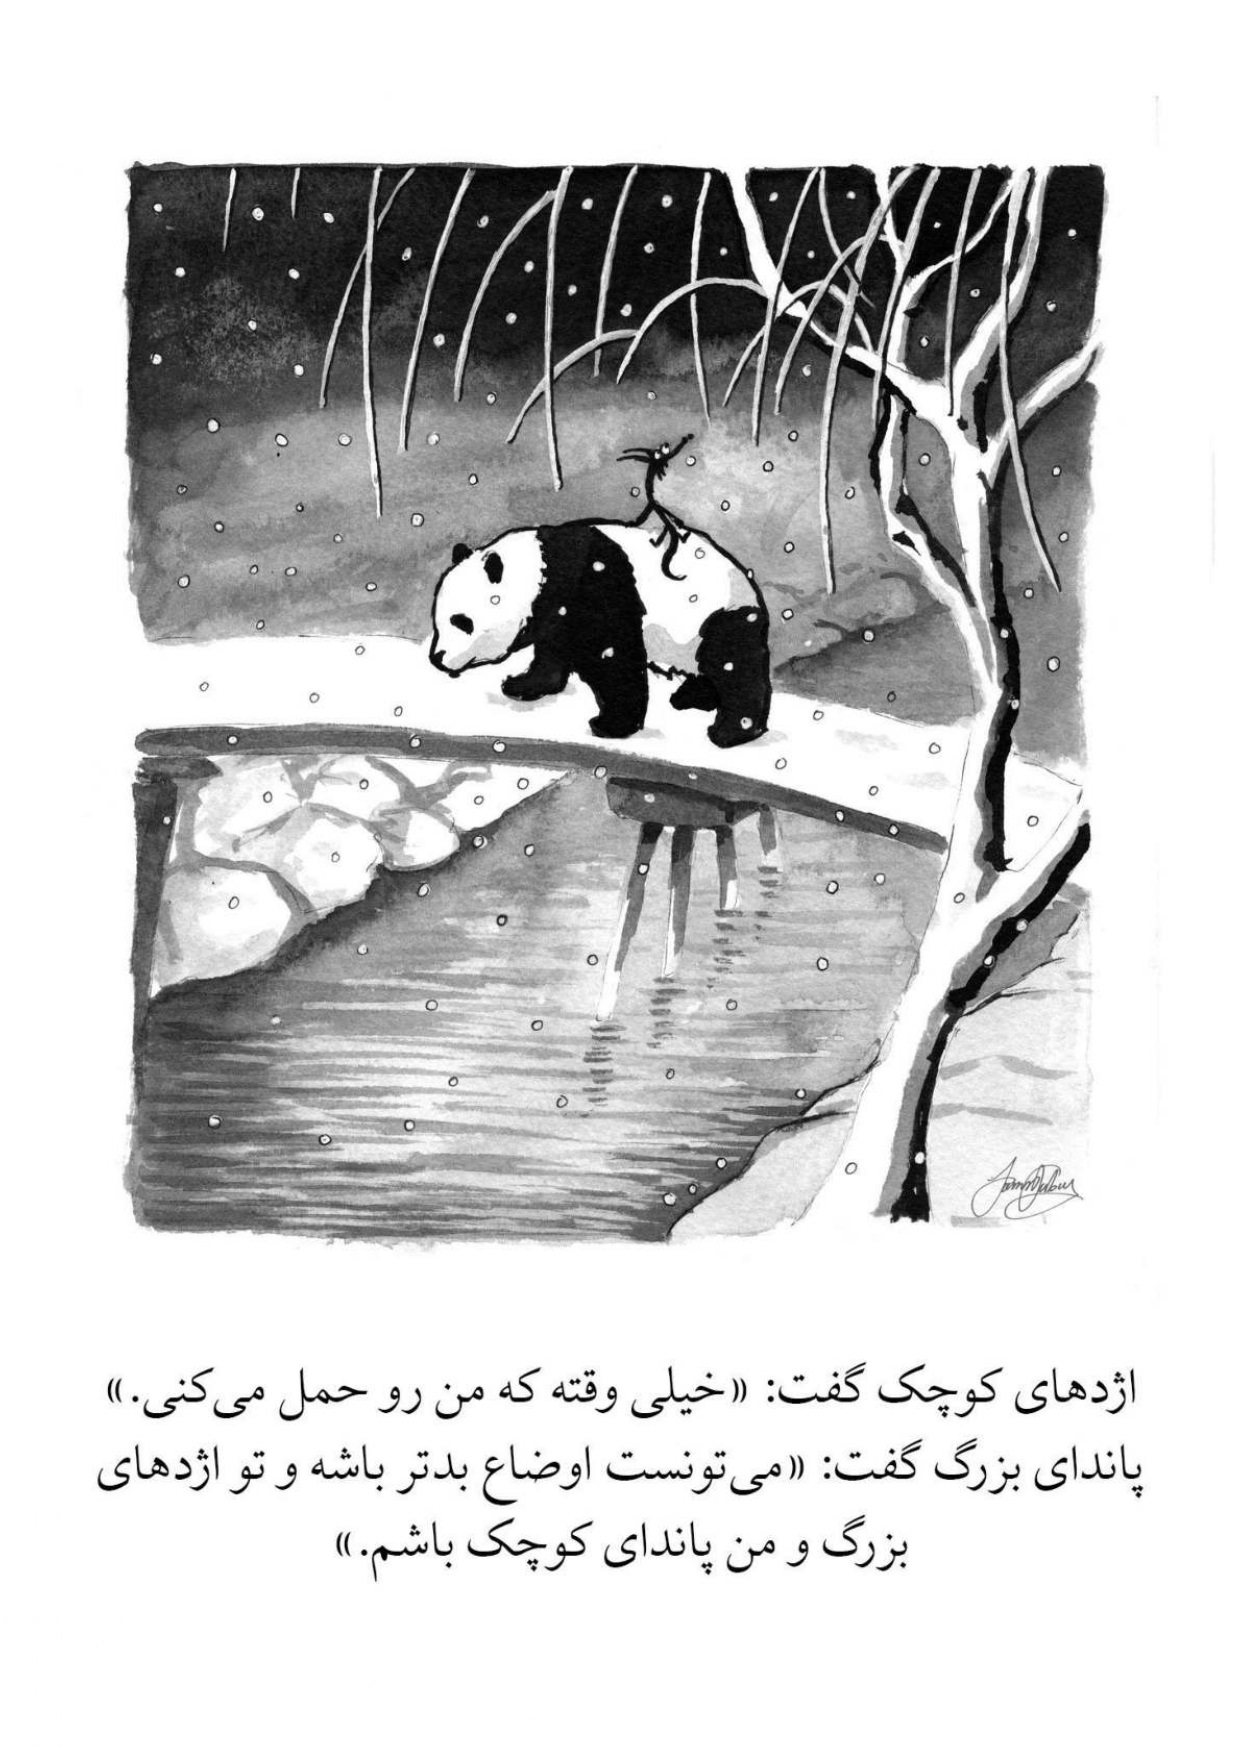 اژدهای کوچک گفت: «خیلی وقته که من رو حمل می‌کنی.»
پاندای بزرگ گفت: «می‌تونست اوضاع بدتر باشه و تو اژدهای
بزرگ و من پاندای کوچک باشم.»